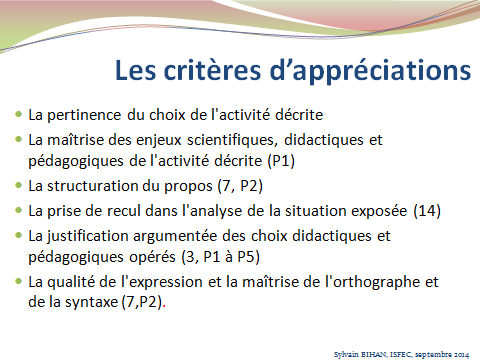 Les critères d'appréciations
La pertinence du choix de l'activité décrite
La maîtrise des enjeux scientifiques, didactiques et
pédagogiques de l'activité décrite (P1)
La structuration du propos (7, P2)
La prise de recul dans l'analyse de la situation exposée (14)
La justification argumentée des choix didactiques et
pédagogiques opérés (3, P1 à P5)
La qualité de l'expression et la maîtrise de l'orthographe et
de la syntaxe (7,P2).
Sylvain BIHAN, ISFEC, septembre 2014